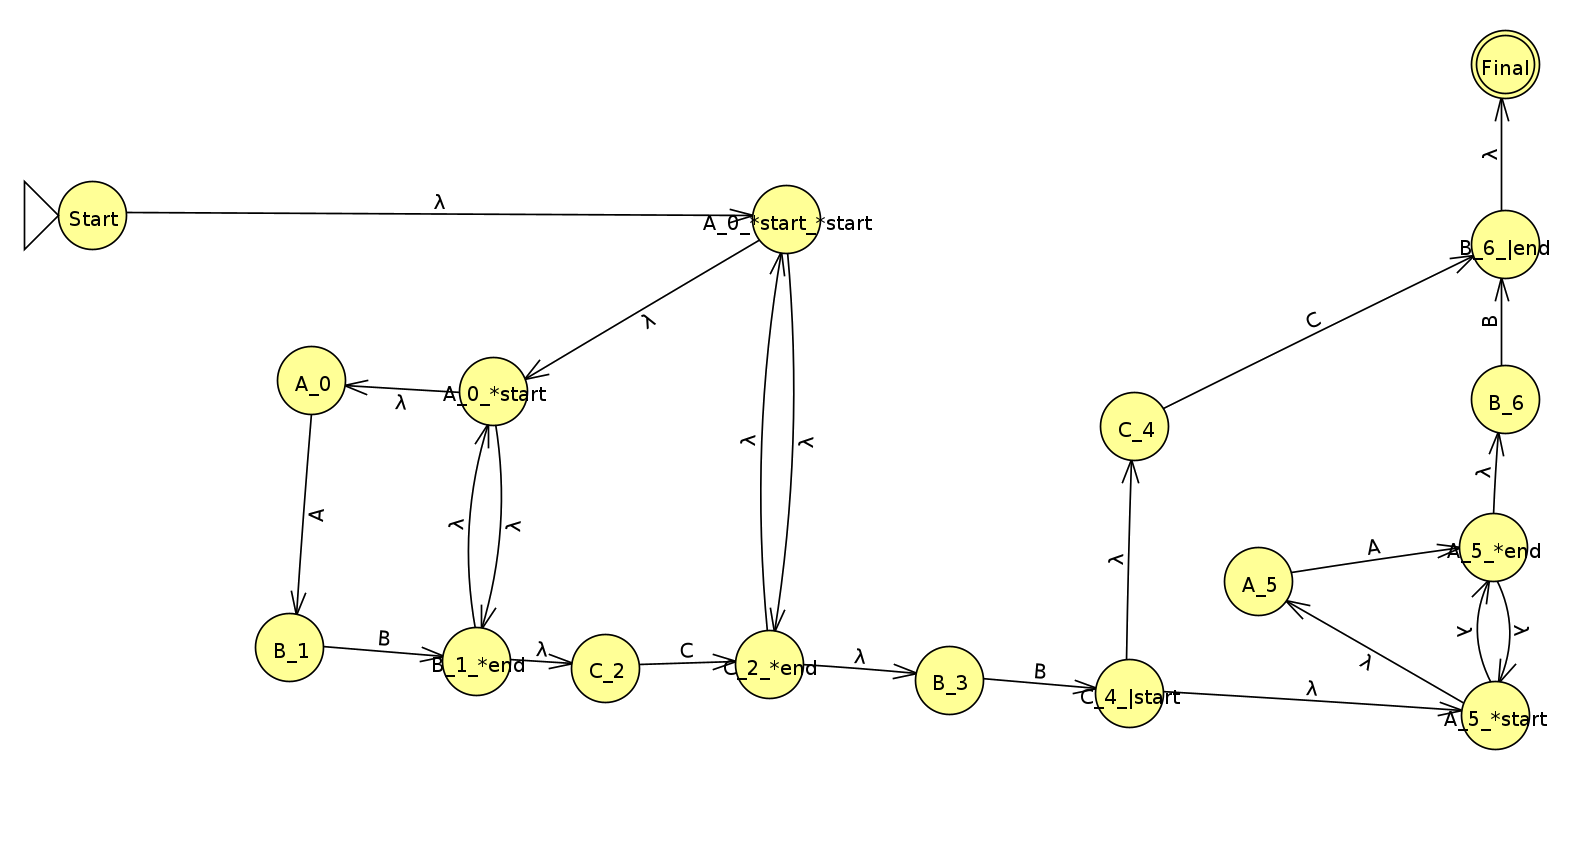 Final
λ
Start
λ
A_0_*start_*start
B_6_|end
λ
C
B
A_0
λ
A_0_*start
C_4
B_6
λ
λ
λ
A
λ
λ
A_5
A
A_5_*end
λ
λ
λ
λ
B_1
B
B_1_*end
λ
C_2
C
C_2_*end
λ
B_3
B
C_4_|start
λ
λ
A_5_*start